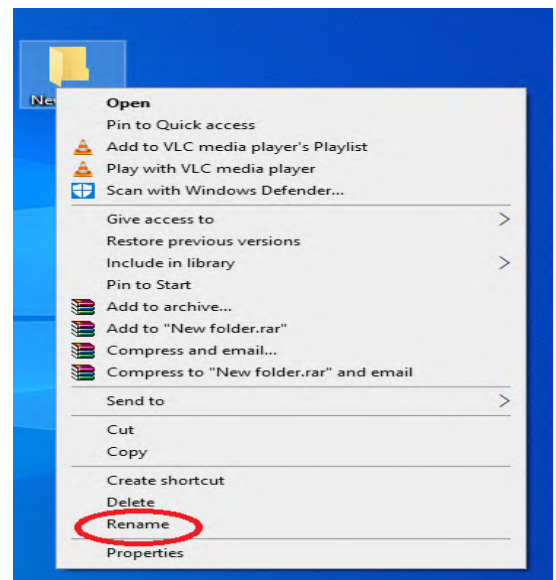 Ne
Open
Pin to Quick access
Add to VLC media player's Playlist
Play with VLC media player
Scan with Windows Defender...
Give access to
Restore previous versions
Include in library
Pin to Start
Add to archive...
Add to "New folder.rar"
Compress and email...
Compress to "New folder.rar" and email
Send to
Cut
Copy
Create shortcut
Delete
Rename
Properties